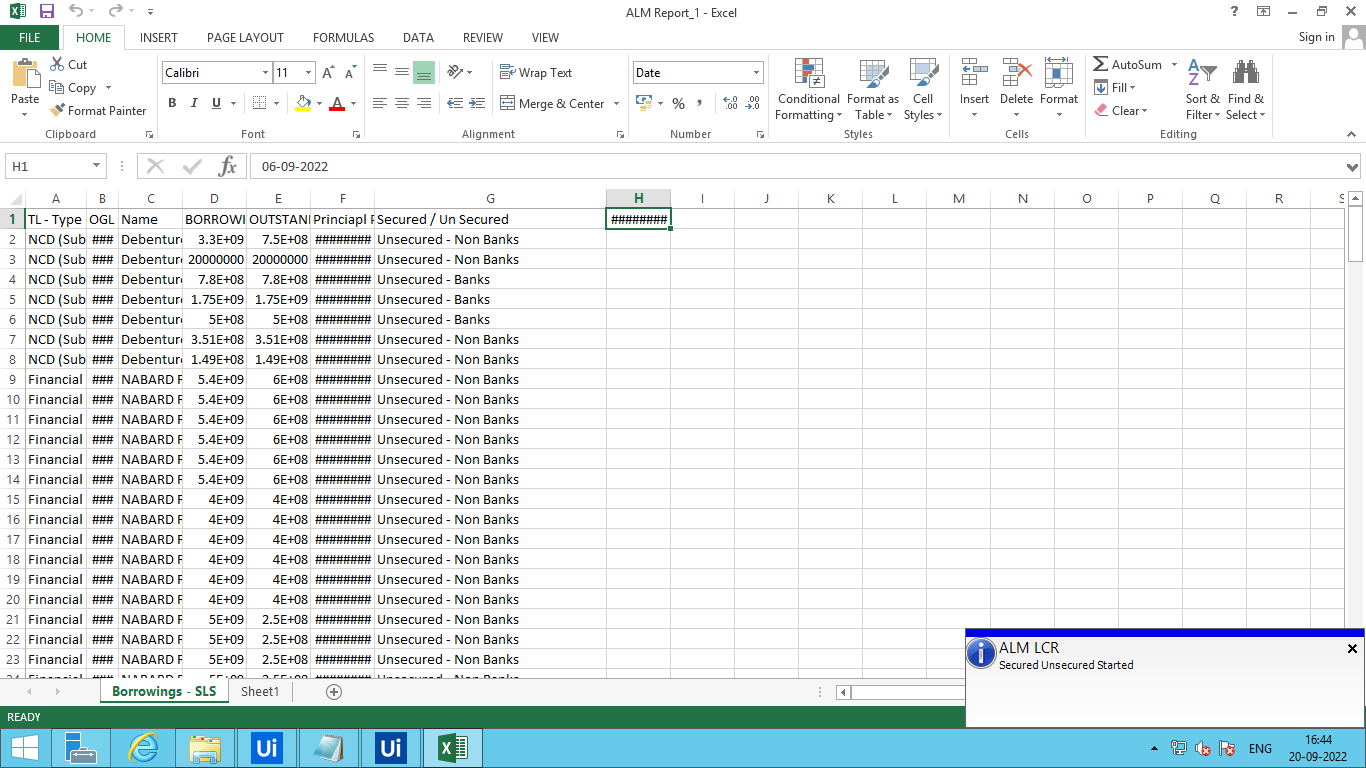 ALM Report_1 - Excel
FILE HOME INSERT PAGE LAYOUT FORMULAS DATA REVIEW VIEW Sign in
Paste Cut Copy Format Painter Clipboard
Calibri 11 B I U Font
Wrap Text Merge & Center Alignment
Date % Number
Conditional Formatting Format as Table Cell Styles Styles
Insert Delete Format Cells
AutoSum Fill Clear Sort & Filter Find & Select Editing
H1 fx 06-09-2022
A B C D E F G H I J K L M N O P Q R S
1 TL - Type OGL Name BOROWI OUTSTAN Princiapl P Secured / Un Secured ########
2 NCD (Sub ### Debenture 3.3E+09 7.5E+08 ######## Unsecured - Non Banks
3 NCD (Sub ### Debenture 20000000 20000000 ######## Unsecured - Non Banks
4 NCD (Sub ### Debenture 7.8E+08 7.8E+08 ######## Unsecured - Banks
5 NCD (Sub ### Debenture 1.75E+09 1.75E+09 ######## Unsecured - Banks
6 NCD (Sub ### Debenture 5E+08 5E+08 ######## Unsecured - Banks
7 NCD (Sub ### Debenture 3.51E+08 3.51E+08 ######## Unsecured - Non Banks
8 NCD (Sub ### Debenture 1.49E+08 1.49E+08 ######## Unsecured - Non Banks
9 Financial ### NABARD F 5.4E+09 6E+08 ######## Unsecured - Non Banks
10 Financial ### NABARD F 5.4E+09 6E+08 ######## Unsecured - Non Banks
11 Financial ### NABARD F 5.4E+09 6E+08 ######## Unsecured - Non Banks
12 Financial ### NABARD F 5.4E+09 6E+08 ######## Unsecured - Non Banks
13 Financial ### NABARD F 5.4E+09 6E+08 ######## Unsecured - Non Banks
14 Financial ### NABARD F 5.4E+09 6E+08 ######## Unsecured - Non Banks
15 Financial ### NABARD F 4E+09 4E+08 ######## Unsecured - Non Banks
16 Financial ### NABARD F 4E+09 4E+08 ######## Unsecured - Non Banks
17 Financial ### NABARD F 4E+09 4E+08 ######## Unsecured - Non Banks
18 Financial ### NABARD F 4E+09 4E+08 ######## Unsecured - Non Banks
19 Financial ### NABARD F 4E+09 4E+08 ######## Unsecured - Non Banks
20 Financial ### NABARD F 4E+09 4E+08 ######## Unsecured - Non Banks
21 Financial ### NABARD F 5E+09 2.5E+08 ######## Unsecured - Non Banks
22 Financial ### NABARD F 5E+09 2.5E+08 ######## Unsecured - Non Banks
23 Financial ### NABARD F 5E+09 2.5E+08 ######## Unsecured - Non Banks
ALM LCR
Secured Unsecured Started
Borrowings - SLS Sheet1
READY
Ui Ui ENG 16:44
20-09-2022